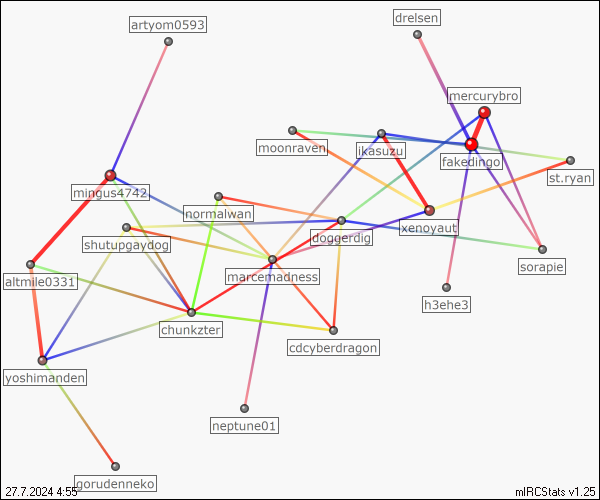 artyom0593
drelsen
mercurybro
moonraven
ikasuzu
fakedingo
st.ryan
mingus4742
normalwan
xenoyaut
shutupgaydog
doggerdig
sorapie
altmile0331
marcemadness
h3ehe3
chunkzter
cdcyberdragon
yoshimanden
neptune01
gorudenneko
27.7.2024 4:55
mIRCStats v1.25